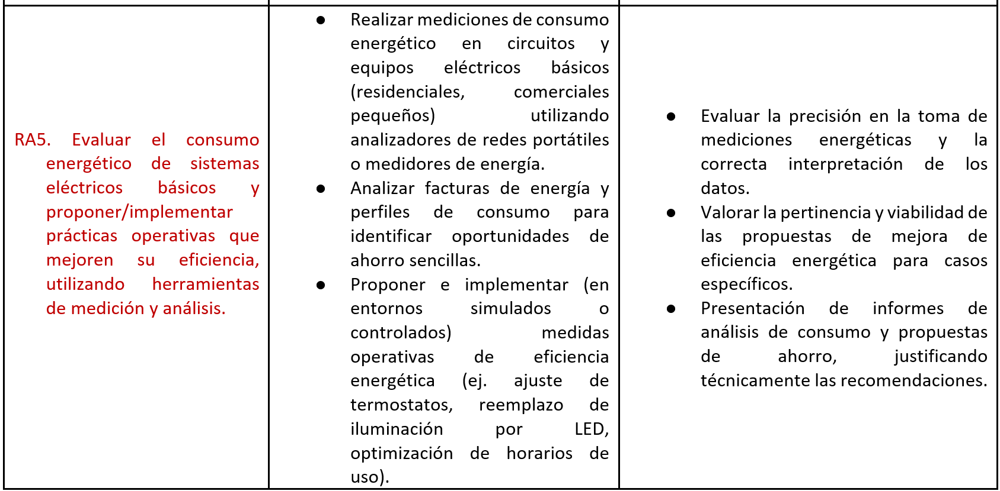 RA5. Evaluar el consumo
energético de sistemas
eléctricos básicos y
proponer/implementar
prácticas operativas que
mejoren su eficiencia,
utilizando herramientas
de medición y análisis.
● Realizar mediciones de consumo
energético en circuitos y
equipos eléctricos básicos
(residenciales, comerciales
pequeños) utilizando
analizadores de redes portátiles
o medidores de energía.
● Analizar facturas de energía y
perfiles de consumo para
identificar oportunidades de
ahorro sencillas.
● Proponer e implementar (en
entornos simulados o
controlados) medidas
operativas de eficiencia
energética (ej. ajuste de
termostatos, reemplazo de
iluminación por LED,
optimización de horarios de
uso).
● Evaluar la precisión en la toma de
mediciones energéticas y la
correcta interpretación de los
datos.
● Valorar la pertinencia y viabilidad de
las propuestas de mejora de
eficiencia energética para casos
específicos.
● Presentación de informes de
análisis de consumo y propuestas
de ahorro, justificando
técnicamente las recomendaciones.